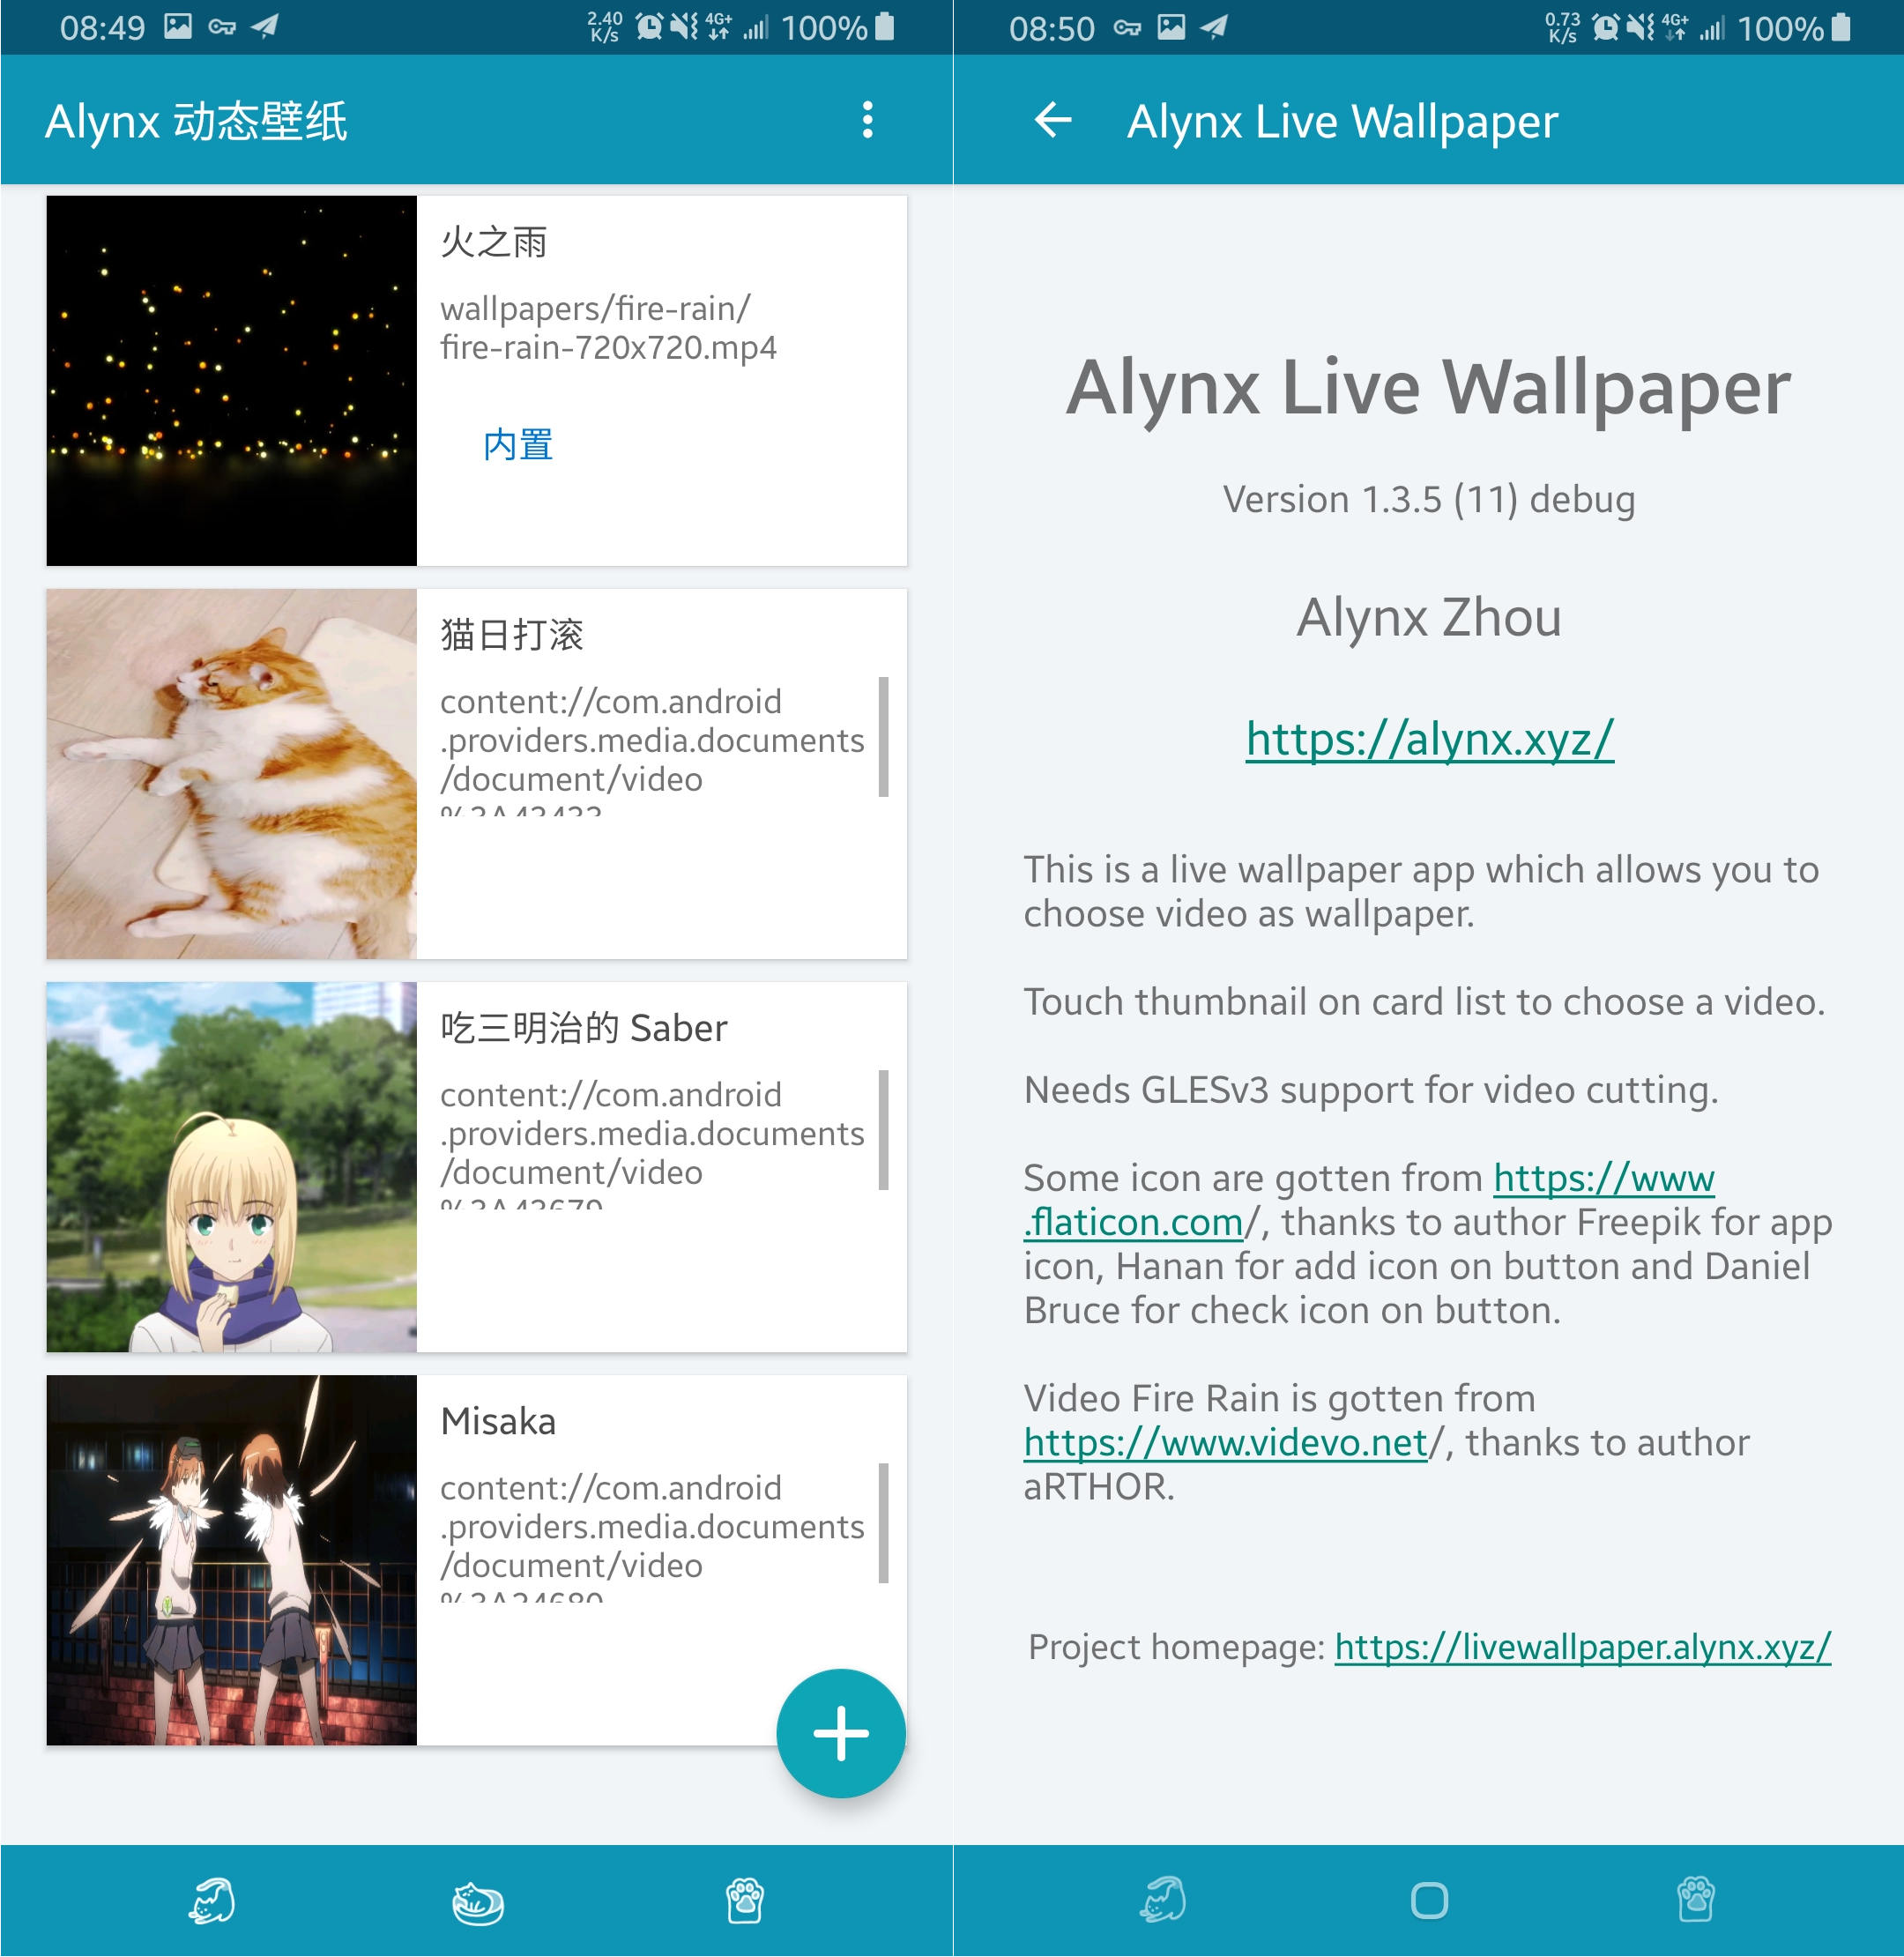 08:49
2.40
K/s
4G+
100%
Alynx 动态壁纸
火之雨
wallpapers/fire-rain/
fire-rain-720x720.mp4
内置
猫日打滚
content://com.android
.providers.media.documents
/document/video
吃三明治的 Saber
content://com.android
.providers.media.documents
/document/video
Misaka
content://com.android
.providers.media.documents
/document/video
08:50
0.73
K/s
4G+
100%
Alynx Live Wallpaper
Alynx Live Wallpaper
Version 1.3.5 (11) debug
Alynx Zhou
https://alynx.xyz/
This is a live wallpaper app which allows you to
choose video as wallpaper.
Touch thumbnail on card list to choose a video.
Needs GLESv3 support for video cutting.
Some icon are gotten from https://www
.flaticon.com/, thanks to author Freepik for app
icon, Hanan for add icon on button and Daniel
Bruce for check icon on button.
Video Fire Rain is gotten from
https://www.videvo.net/, thanks to author
aRTHOR.
Project homepage: https://livewallpaper.alynx.xyz/